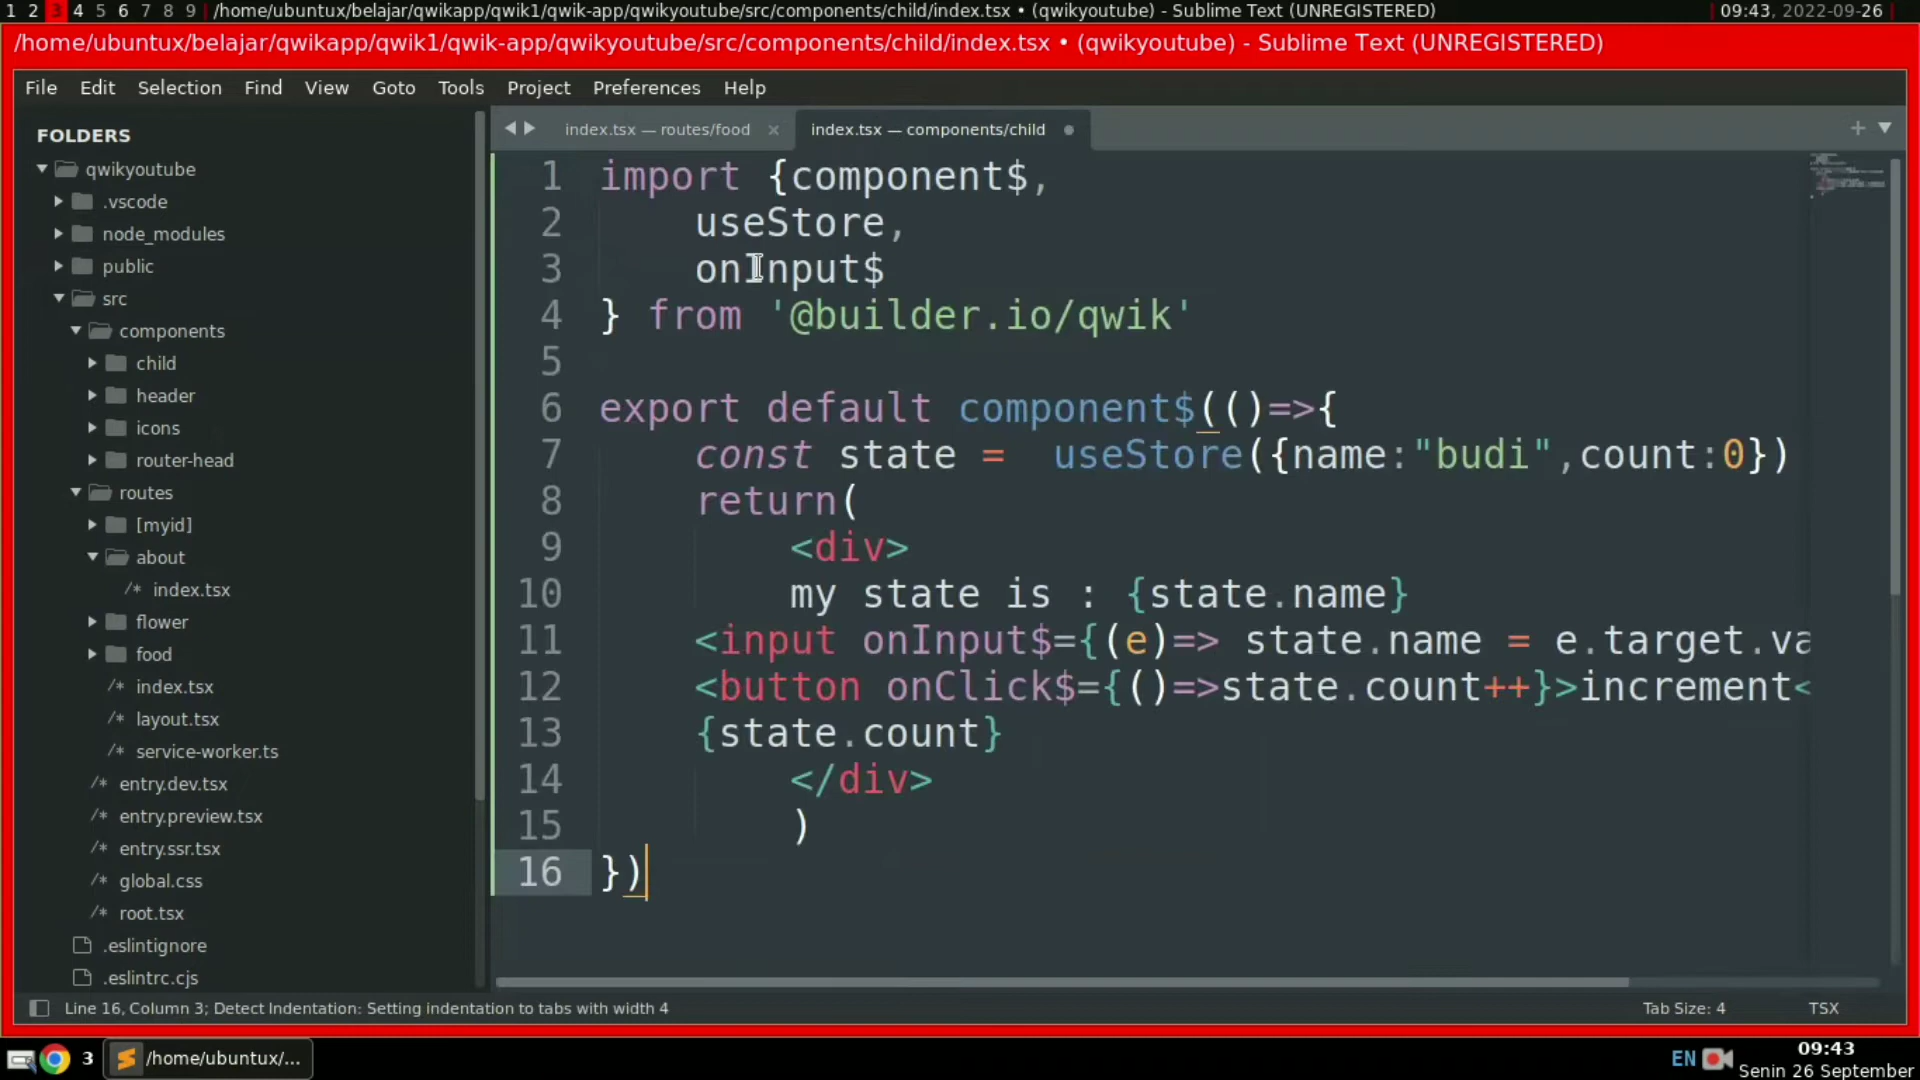 1 2 3 4 5 6 7 8 9 /home/ubuntux/belajar/qwikapp/qwik1/qwik-app/qwikyoutube/src/components/child/index.tsx • (qwikyoutube) - Sublime Text (UNREGISTERED) 09:43, 2022-09-26
/home/ubuntux/belajar/qwikapp/qwik1/qwik-app/qwikyoutube/src/components/child/index.tsx • (qwikyoutube) - Sublime Text (UNREGISTERED)
File Edit Selection Find View Goto Tools Project Preferences Help
FOLDERS
qwikyoutube
.vscode
node_modules
public
src
components
child
header
icons
router-head
routes
[myid]
about
/* index.tsx
flower
food
/* index.tsx
/* layout.tsx
/* service-worker.ts
/* entry.dev.tsx
/* entry.preview.tsx
/* entry.ssr.tsx
/* global.css
/* root.tsx
.eslintignore
.eslintrc.cjs
index.tsx — routes/food × index.tsx — components/child •
1 import {component$,
2 useStore,
3 onInput$
4 } from '@builder.io/qwik'
5
6 export default component$(()=>{
7 const state =  useStore({name:"budi",count:0})
8 return(
9 <div>
10 my state is : {state.name}
11 <input onInput$={(e)=> state.name = e.target.va
12 <button onClick$={()=>state.count++}>increment<
13 {state.count}
14 </div>
15 )
16 })
Line 16, Column 3; Detect Indentation: Setting indentation to tabs with width 4 Tab Size: 4 TSX
3 /home/ubuntux/... EN 09:43
Senin 26 September